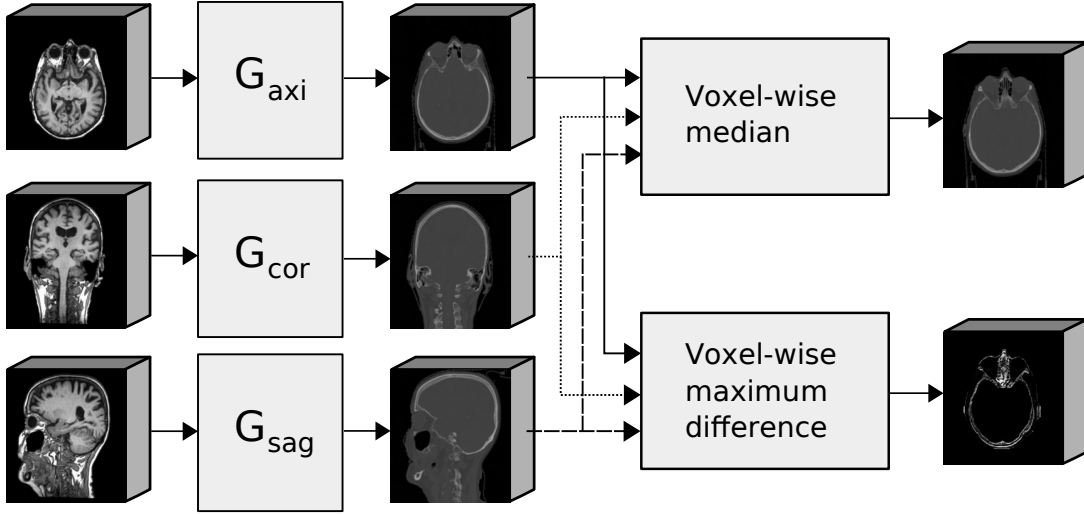 G_axi
Voxel-wise
median
G_cor
G_sag
Voxel-wise
maximum
difference